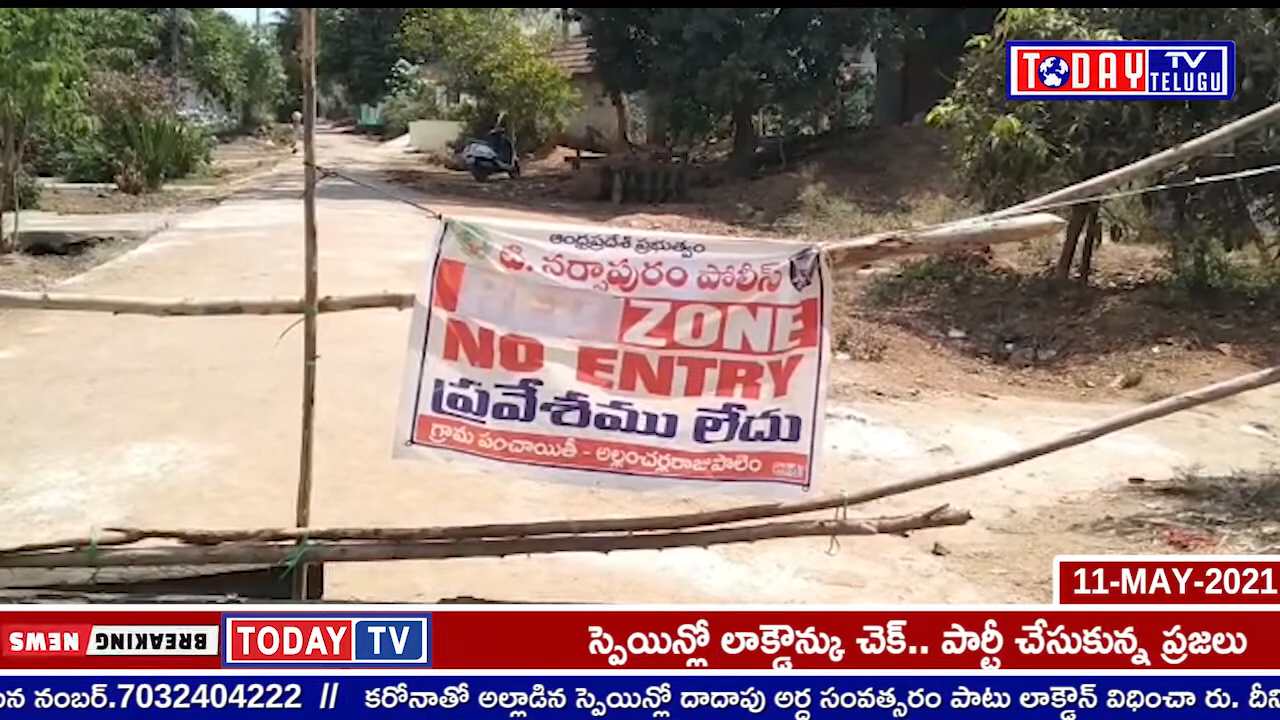 TODAY TV TELUGU
ఆంధ్రప్రదేశ్ ప్రభుత్వం
టి. నర్సాపురం పోలీస్
ZONE
NO ENTRY
ప్రవేశము లేదు
గ్రామ పంచాయితీ - అల్లంచర్లరాజుపాలెం
11-MAY-2021
BREAKING NEWS
TODAY TV
స్పెయిన్లో లాక్డౌన్కు చెక్.. పార్టీ చేసుకున్న ప్రజలు
నంబర్.7032404222 // కరోనాతో అల్లాడిన స్పెయిన్లో దాదాపు అర్ధ సంవత్సరం పాటు లాక్డౌన్ విధించా రు.